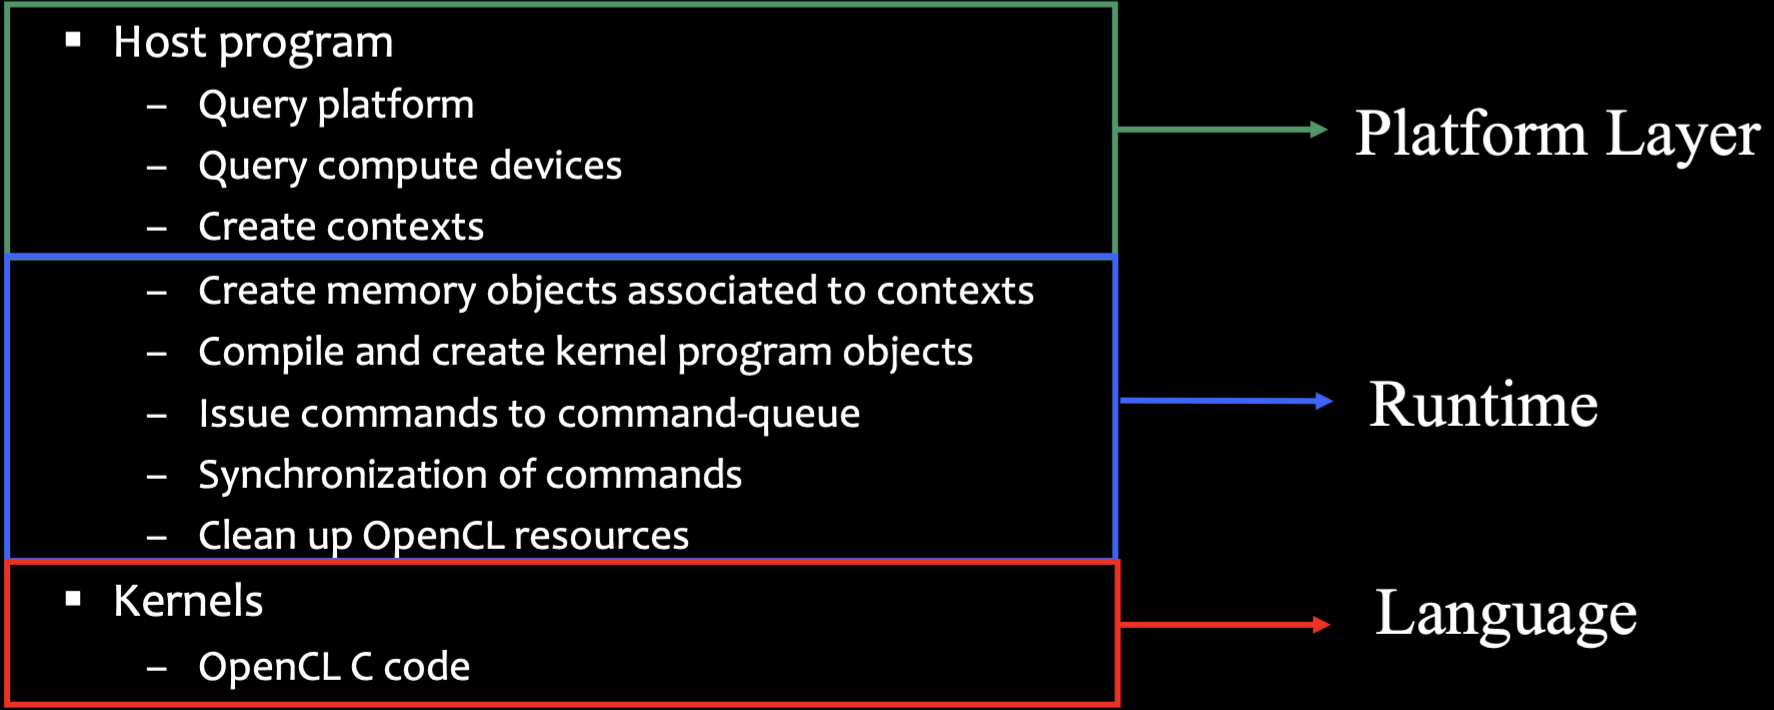 ▪ Host program
– Query platform
– Query compute devices
– Create contexts
Platform Layer
– Create memory objects associated to contexts
– Compile and create kernel program objects
– Issue commands to command-queue
– Synchronization of commands
– Clean up OpenCL resources
Runtime
▪ Kernels
– OpenCL C code
Language